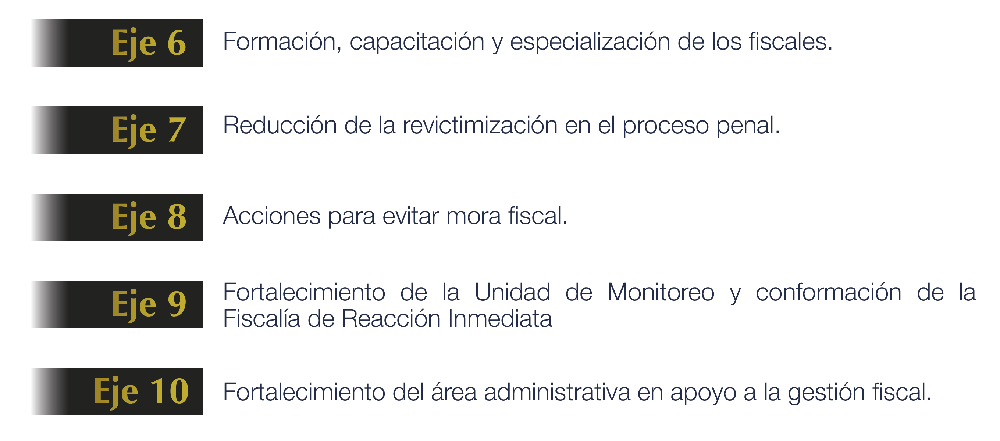 Eje 6 Formación, capacitación y especialización de los fiscales.
Eje 7 Reducción de la revictimización en el proceso penal.
Eje 8 Acciones para evitar mora fiscal.
Eje 9 Fortalecimiento de la Unidad de Monitoreo y conformación de la
Fiscalía de Reacción Inmediata
Eje 10 Fortalecimiento del área administrativa en apoyo a la gestión fiscal.